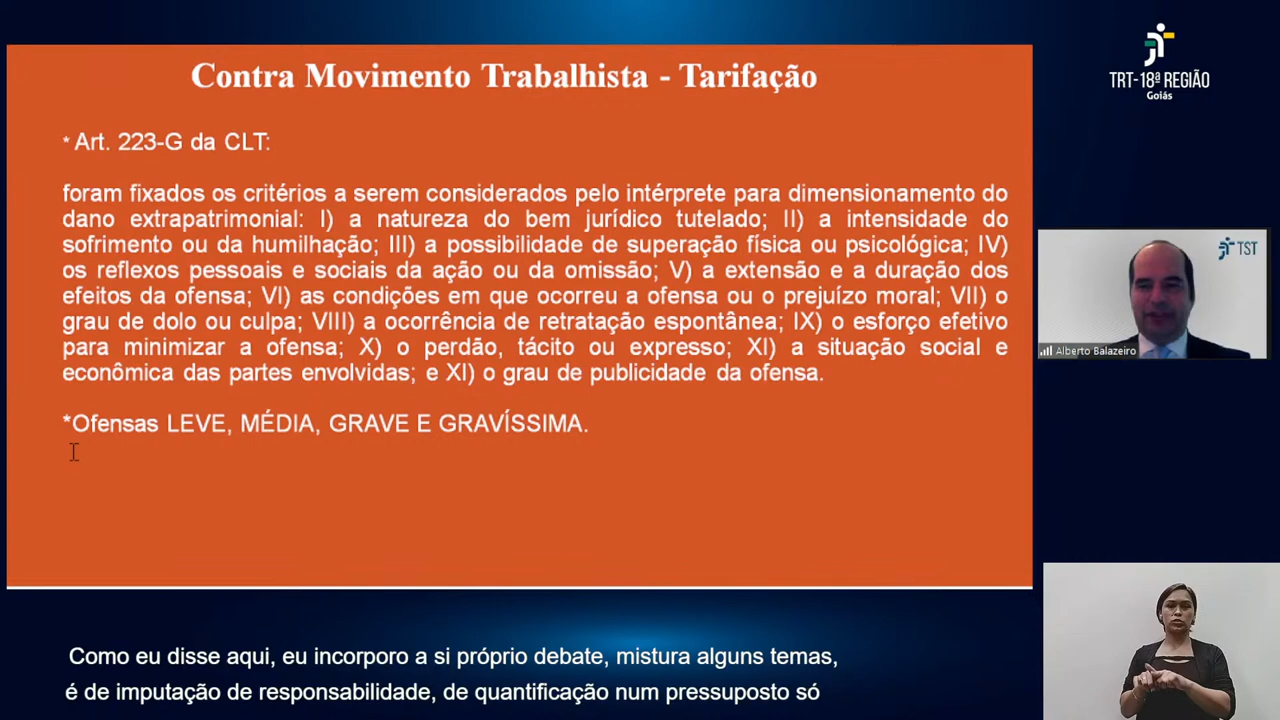 Contra Movimento Trabalhista - Tarifação
* Art. 223-G da CLT:
foram fixados os critérios a serem considerados pelo intérprete para dimensionamento do
dano extrapatrimonial: I) a natureza do bem jurídico tutelado; II) a intensidade do
sofrimento ou da humilhação; III) a possibilidade de superação física ou psicológica; IV)
os reflexos pessoais e sociais da ação ou da omissão; V) a extensão e a duração dos
efeitos da ofensa; VI) as condições em que ocorreu a ofensa ou o prejuízo moral; VII) o
grau de dolo ou culpa; VIII) a ocorrência de retratação espontânea; IX) o esforço efetivo
para minimizar a ofensa; X) o perdão, tácito ou expresso; XI) a situação social e
econômica das partes envolvidas; e XI) o grau de publicidade da ofensa.
*Ofensas LEVE, MÉDIA, GRAVE E GRAVÍSSIMA.
TRT-18ª REGIÃO
Goiás
TST
Alberto Balazeiro
Como eu disse aqui, eu incorporo a si próprio debate, mistura alguns temas,
é de imputação de responsabilidade, de quantificação num pressuposto só